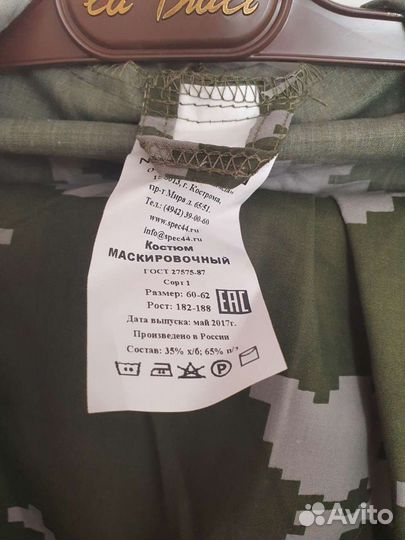 156013, г. Кострома,
пр-т Мира д. 65-51.
Тел.: (4942) 39-00-60
www.spec44.ru
info@spec44.ru
Костюм
МАСКИРОВОЧНЫЙ
ГОСТ 27575-87
Сорт 1
Размер: 60-62
Рост: 182-188
EAC
Дата выпуска: май 2017г.
Произведено в России
Состав: 35% х/б; 65% п/э
P
Avito